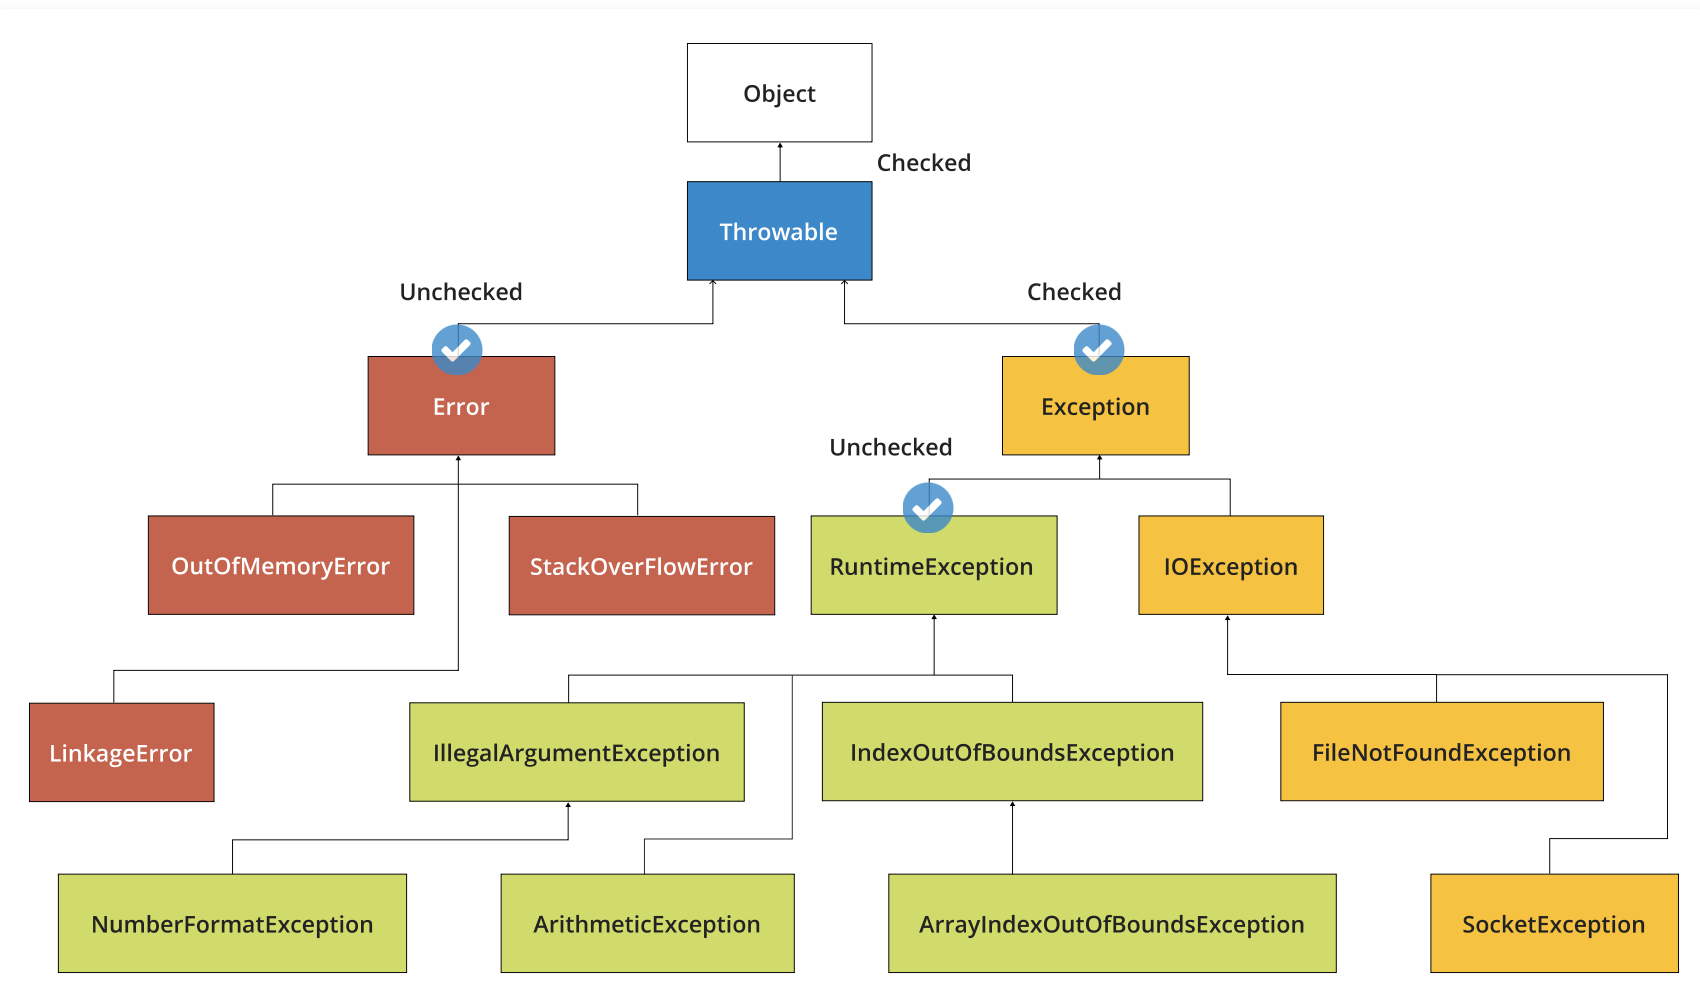 Object
Checked
Throwable
Unchecked
Checked
Error
Exception
Unchecked
OutOfMemoryError
StackOverFlowError
RuntimeException
IOException
LinkageError
IllegalArgumentException
IndexOutOfBoundsException
FileNotFoundException
NumberFormatException
ArithmeticException
ArrayIndexOutOfBoundsException
SocketException